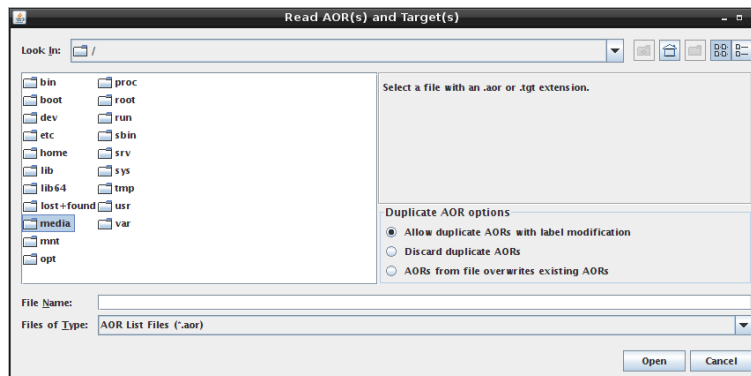 Read AOR(s) and Target(s)
Look In: /
bin proc
boot root
dev run
etc sbin
home srv
lib sys
lib64 tmp
lost+found usr
media var
mnt
opt
Select a file with an .aor or .tgt extension.
Duplicate AOR options
Allow duplicate AORs with label modification
Discard duplicate AORs
AORs from file overwrites existing AORs
File Name:
Files of Type: AOR List Files (*.aor)
Open Cancel